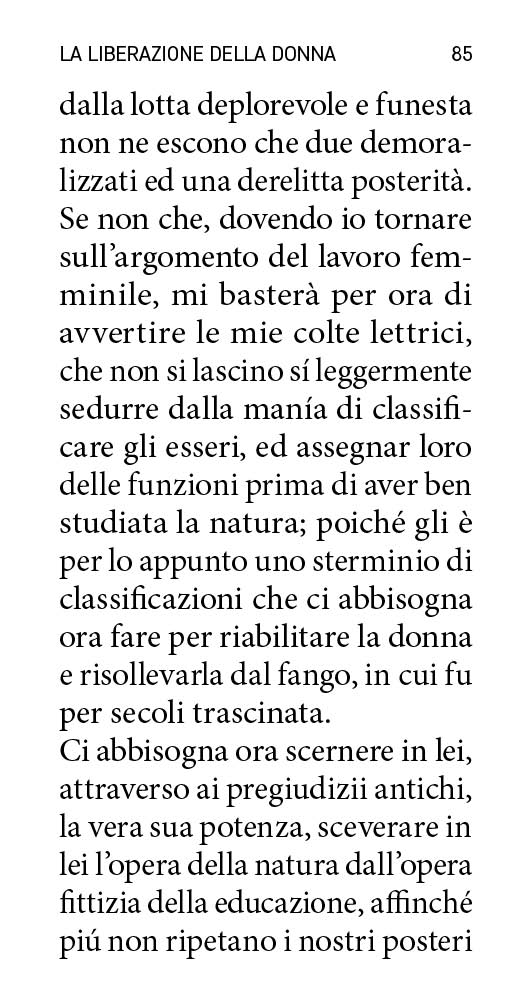 LA LIBERAZIONE DELLA DONNA 85
dalla lotta deplorevole e funesta
non ne escono che due demora-
lizzati ed una derelitta posterità.
Se non che, dovendo io tornare
sull’argomento del lavoro fem-
minile, mi basterà per ora di
avvertire le mie colte lettrici,
che non si lascino sí leggermente
sedurre dalla manía di classifi-
care gli esseri, ed assegnar loro
delle funzioni prima di aver ben
studiata la natura; poiché gli è
per lo appunto uno sterminio di
classificazioni che ci abbisogna
ora fare per riabilitare la donna
e risollevarla dal fango, in cui fu
per secoli trascinata.
Ci abbisogna ora scernere in lei,
attraverso ai pregiudizii antichi,
la vera sua potenza, sceverare in
lei l’opera della natura dall’opera
fittizia della educazione, affinché
piú non ripetano i nostri posteri